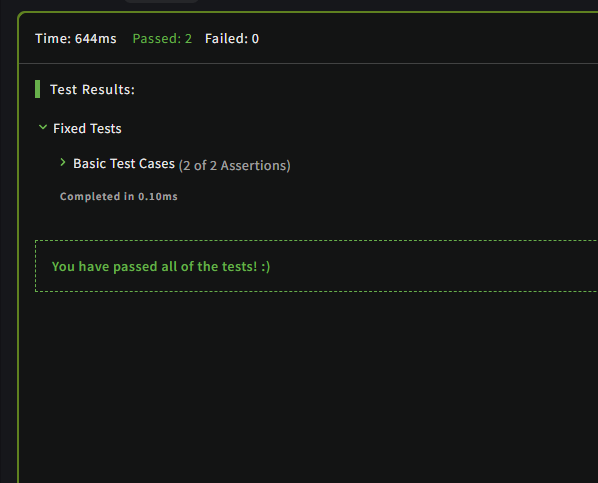 Time: 644ms Passed: 2 Failed: 0
Test Results:
Fixed Tests
Basic Test Cases (2 of 2 Assertions)
Completed in 0.10ms
You have passed all of the tests! :)